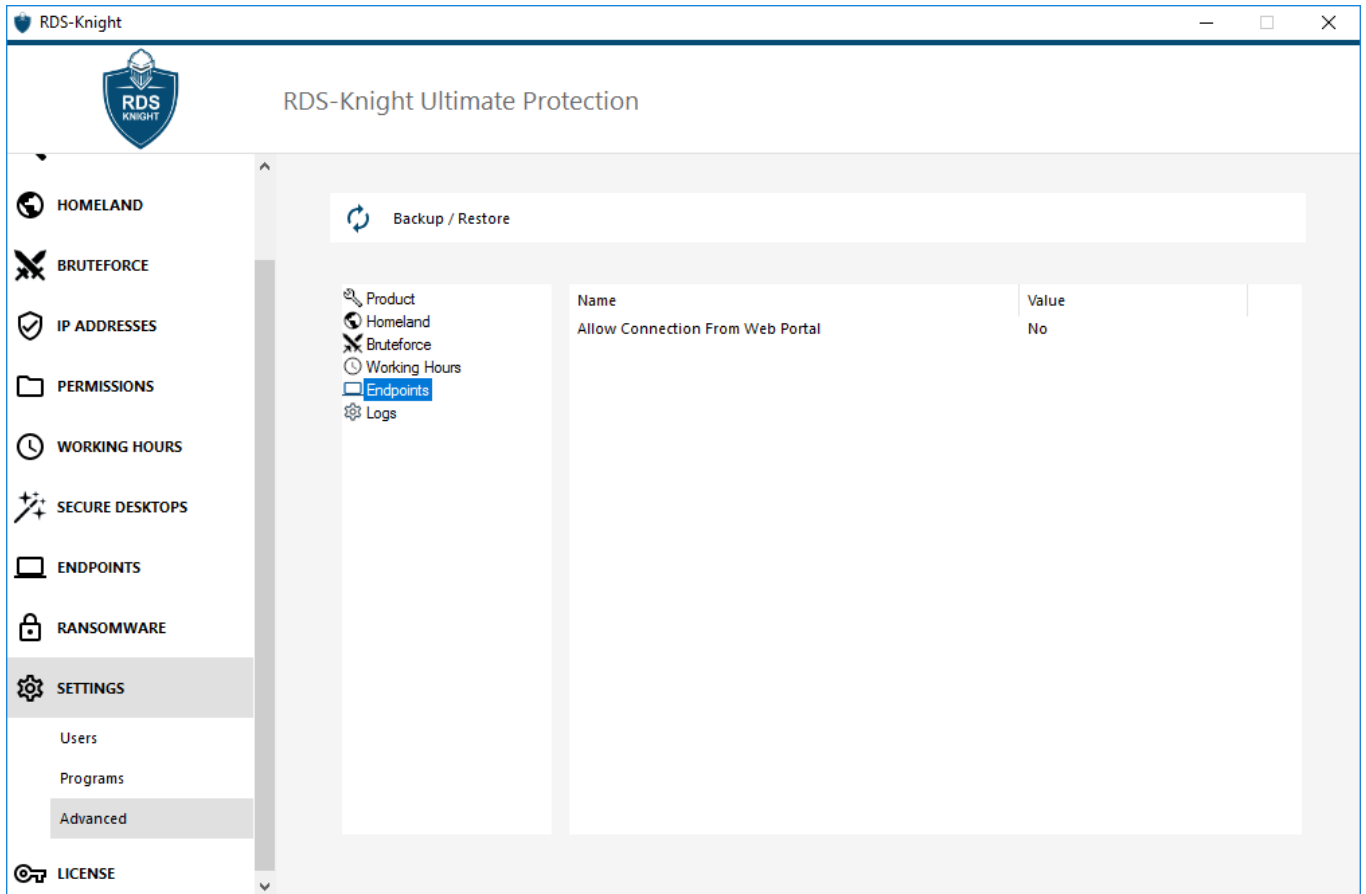 RDS-Knight
RDS
KNIGHT
RDS-Knight Ultimate Protection
HOMELAND
BRUTEFORCE
IP ADDRESSES
PERMISSIONS
WORKING HOURS
SECURE DESKTOPS
ENDPOINTS
RANSOMWARE
SETTINGS
Users
Programs
Advanced
LICENSE
Backup / Restore
Product
Homeland
Bruteforce
Working Hours
Endpoints
Logs
Name Value
Allow Connection From Web Portal No